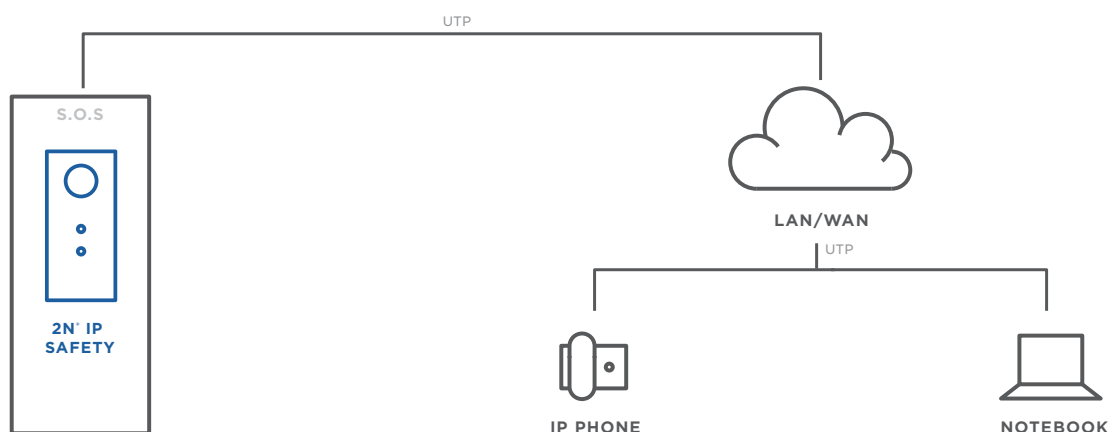 UTP
S.O.S
2N® IP
SAFETY
LAN/WAN
UTP
IP PHONE
NOTEBOOK